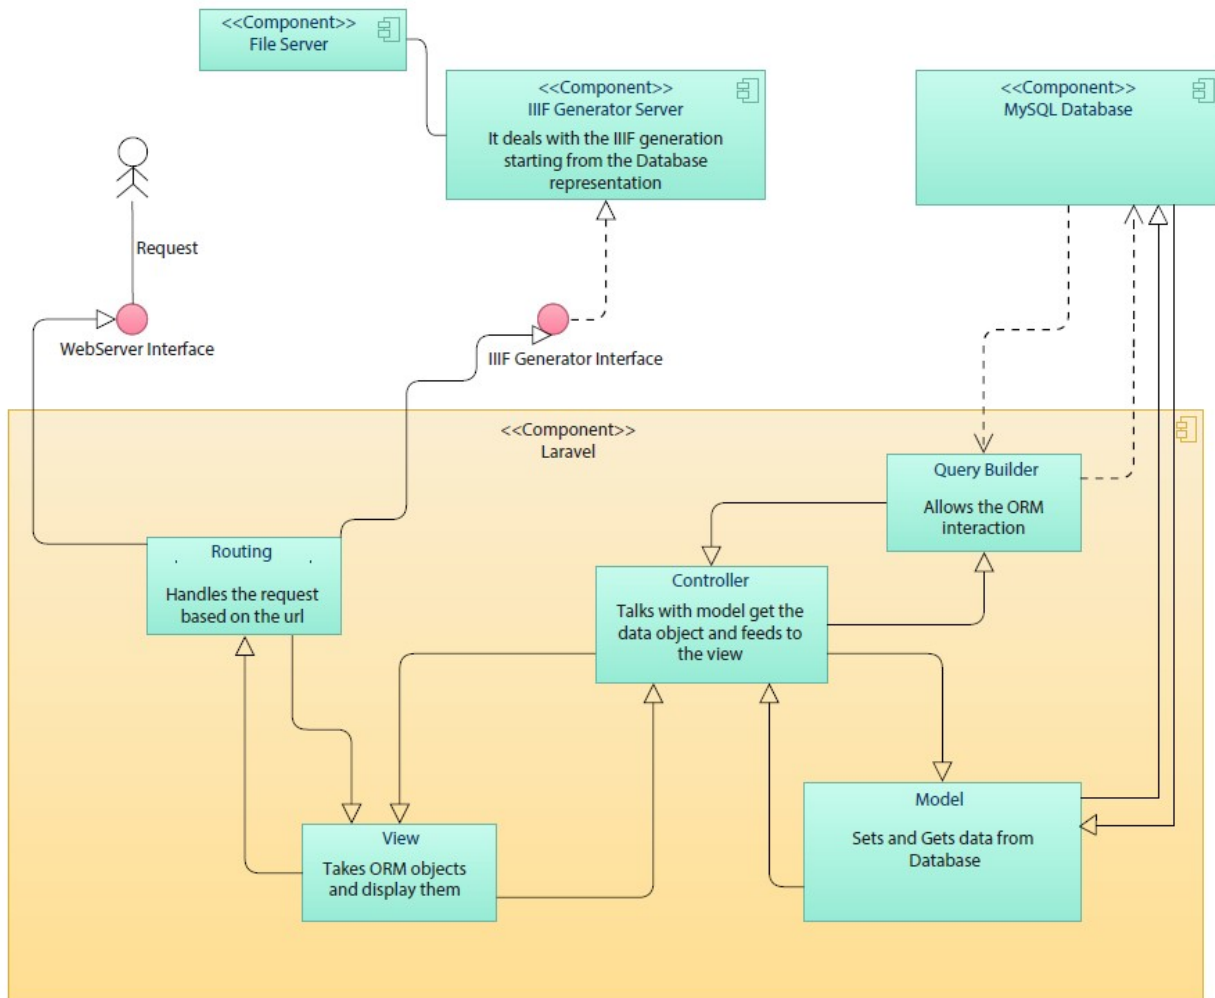 <<Component>>
File Server
<<Component>>
IIIF Generator Server
It deals with the IIIF generation
starting from the Database
representation
<<Component>>
MySQL Database
Request
WebServer Interface
IIIF Generator Interface
<<Component>>
Laravel
Query Builder
Allows the ORM
interaction
Routing
Handles the request
based on the url
Controller
Talks with model get the
data object and feeds to
the view
View
Takes ORM objects
and display them
Model
Sets and Gets data from
Database